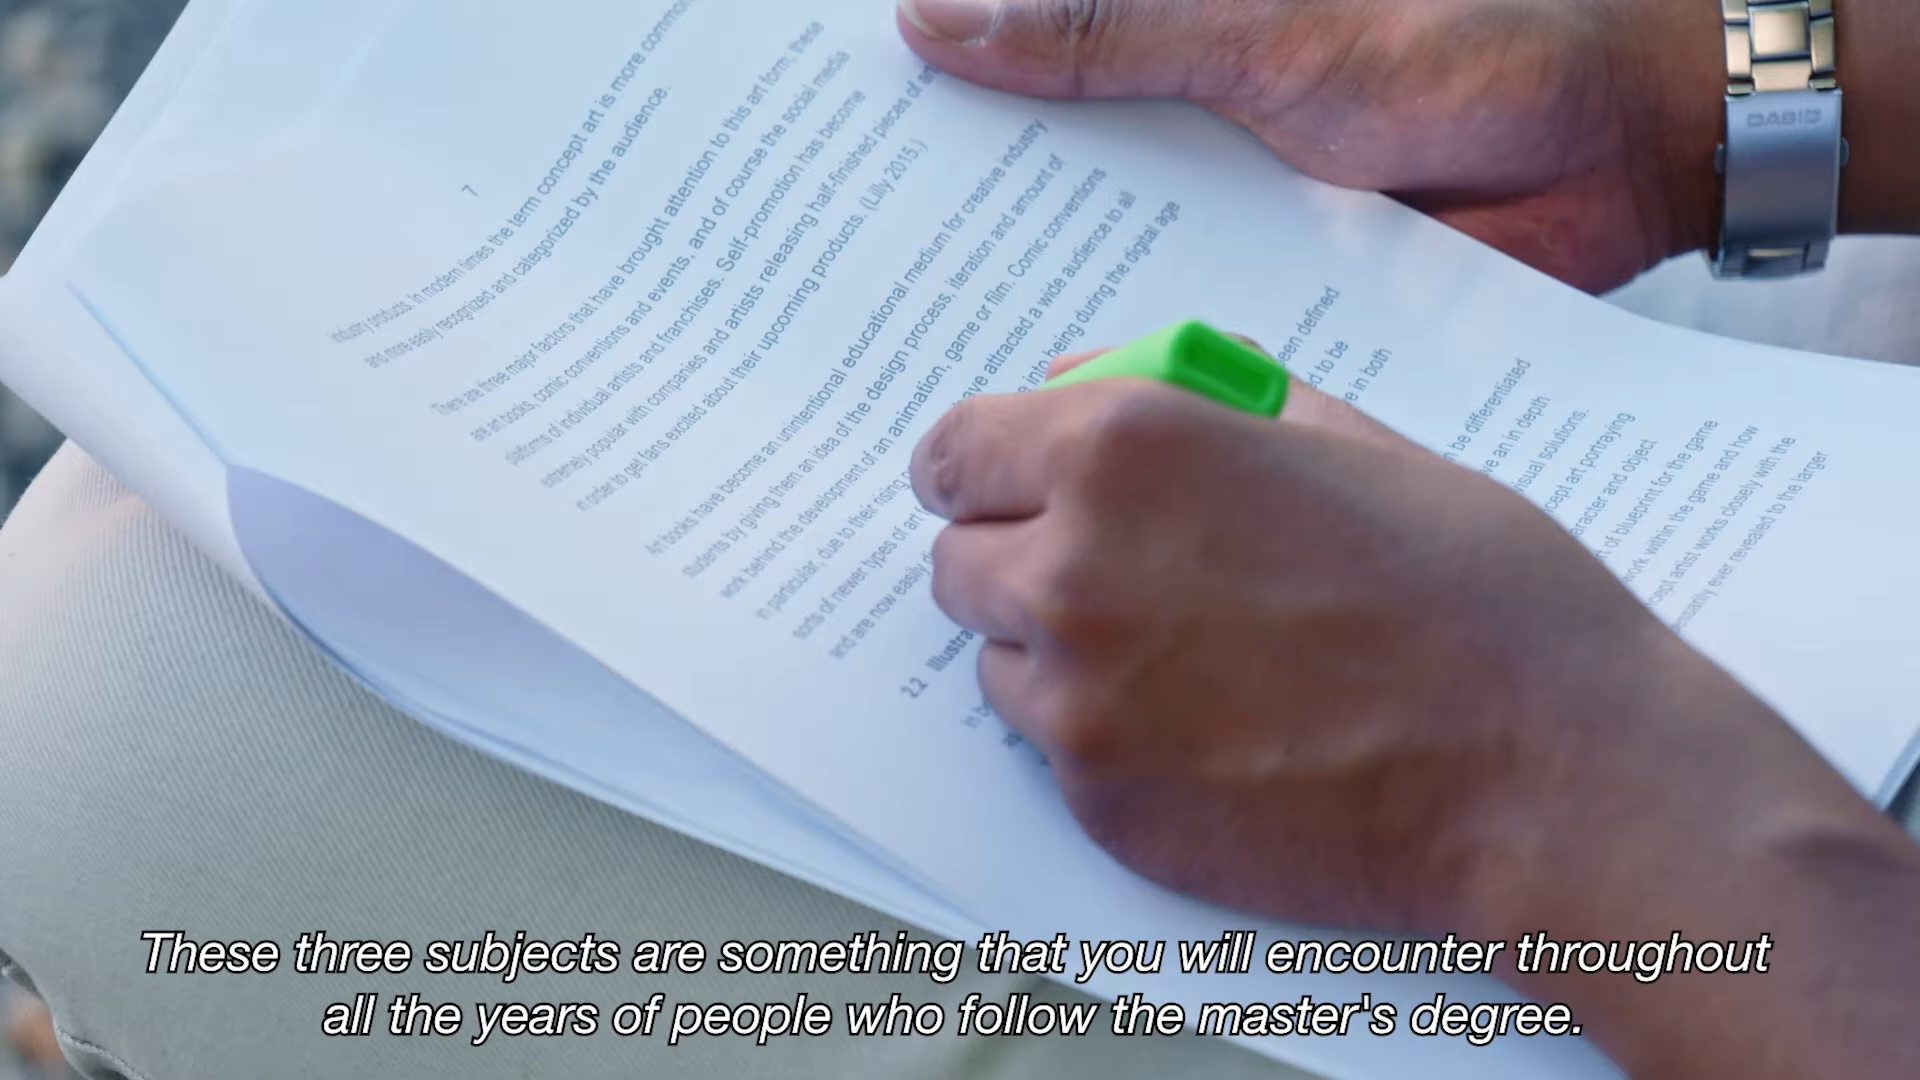 7
industry products. In modern times the term concept art is more common
and more easily recognized and categorized by the audience.
There are three major factors that have brought attention to this art form, these
are art books, comic conventions and events, and of course the social media
platforms of individual artists and franchises. Self-promotion has become
extremely popular with companies and artists releasing half-finished pieces of art
in order to get fans excited about their upcoming products. (Lilly 2015.)
Art books have become an unintentional educational medium for creative industry
students by giving them an idea of the design process, iteration and amount of
work behind the development of an animation, game or film. Comic conventions
in particular, due to their rising have attracted a wide audience to all
sorts of newer types of art into being during the digital age
and are now easily
2.2 Illustra
been defined
to be
in both
be differentiated
an in depth
visual solutions.
concept art portraying
character and object
of blueprint for the game
work within the game and how
concept artist works closely with the
ever revealed to the larger
CASIO
These three subjects are something that you will encounter throughout
all the years of people who follow the master's degree.